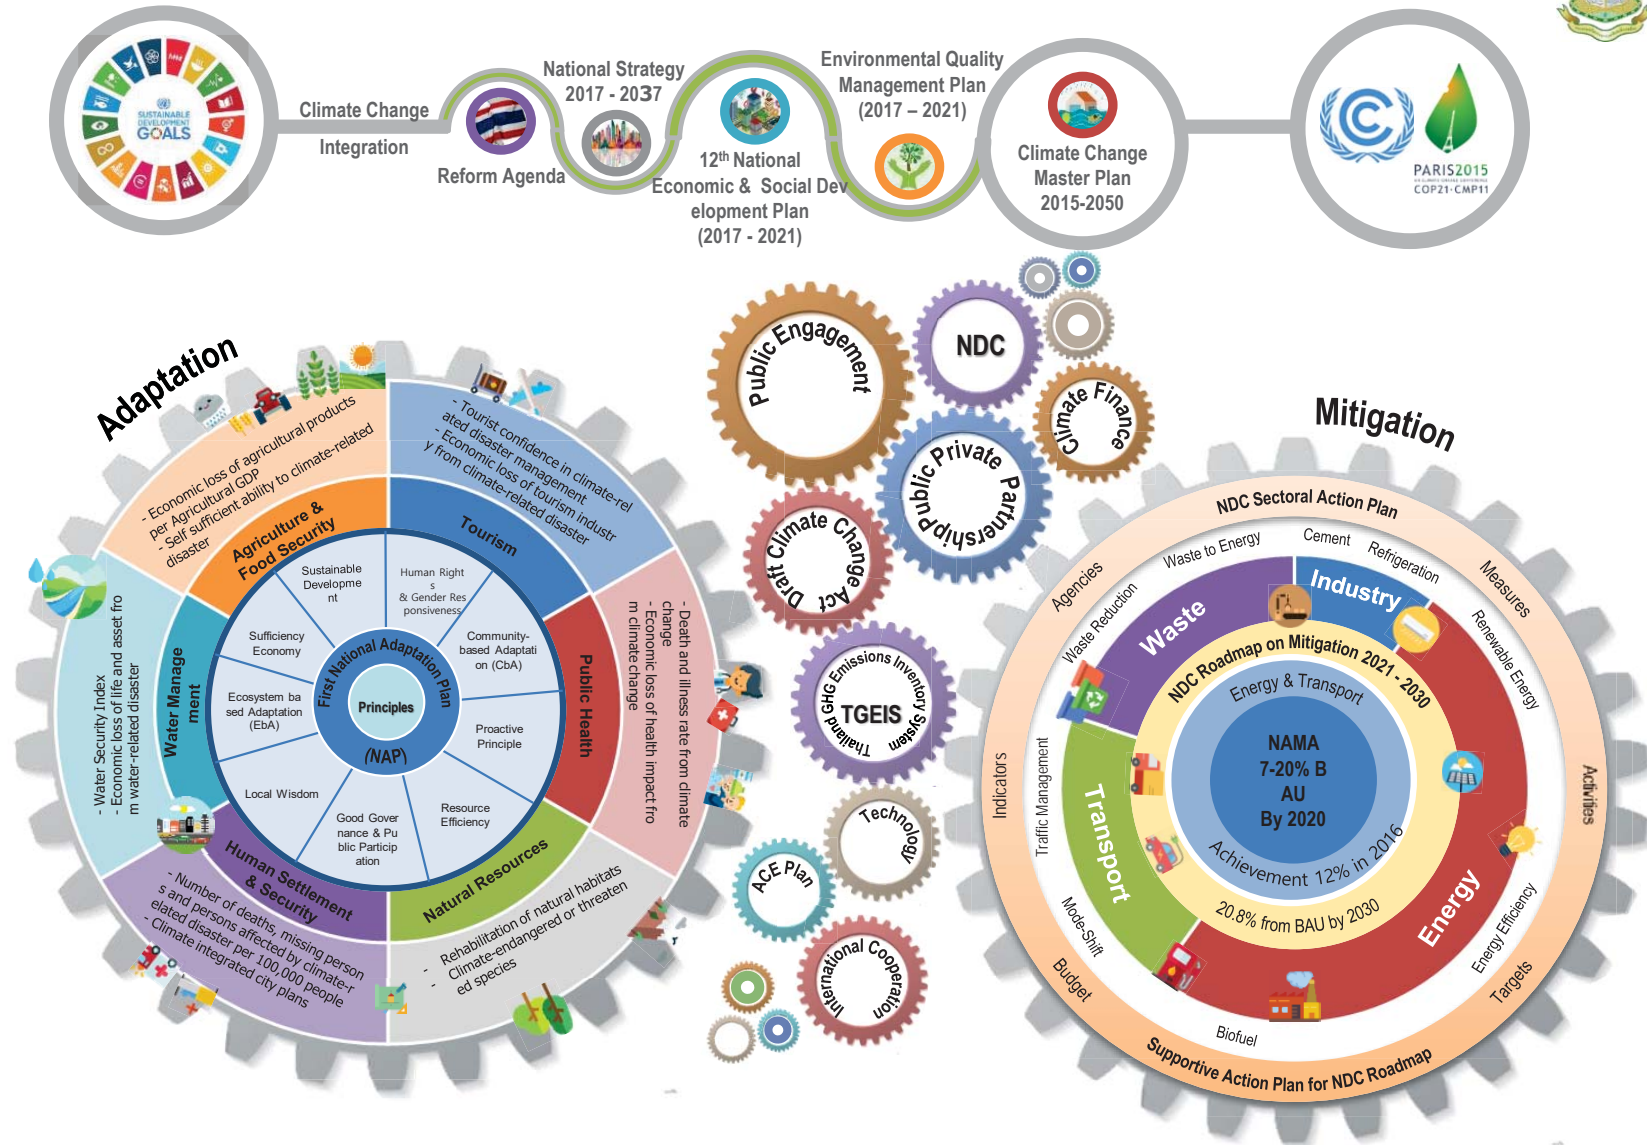 SUSTAINABLE
DEVELOPMENT
GOALS
Climate Change
Integration
Reform Agenda
National Strategy
2017 - 2037
12th National
Economic & Social Dev
elopment Plan
(2017 - 2021)
Environmental Quality
Management Plan
(2017 – 2021)
Climate Change
Master Plan
2015-2050
PARIS2015
COP21·CMP11
Adaptation
- Economic loss of agricultural products
per Agricultural GDP
- Self sufficient ability to climate-related
disaster
Agriculture &
Food Security
- Tourist confidence in climate-rel
ated disaster management
- Economic loss of tourism industr
y from climate-related disaster
Tourism
- Death and illness rate from climate
change
- Economic loss of health impact fro
m climate change
Public Health
- Rehabilitation of natural habitats
- Climate-endangered or threaten
- ed species
Natural Resources
- Number of deaths, missing person
s and persons affected by climate-r
elated disaster per 100,000 people
- Climate integrated city plans
Human Settlement
& Security
- Water Security Index
- Economic loss of life and asset fro
m water-related disaster
Water Manage
ment
Sustainable
Developme
nt
Human Right
s
& Gender Res
ponsiveness
Community-
based Adaptati
on (CbA)
Proactive
Principle
Resource
Efficiency
Good Gover
nance & Pu
blic Particip
ation
Local Wisdom
Ecosystem ba
sed Adaptation
(EbA)
Sufficiency
Economy
First National Adaptation Plan
(NAP)
Principles
Public Engagement
NDC
Climate Finance
Public Private Partnership
Draft Climate Change Act
Thailand GHG Emissions Inventory System
TGEIS
Technology
ACE Plan
International Cooperation
Mitigation
NDC Sectoral Action Plan
Agencies
Measures
Indicators
Activities
Budget
Targets
Supportive Action Plan for NDC Roadmap
Waste to Energy
Waste Reduction
Cement
Refrigeration
Renewable Energy
Energy Efficiency
Biofuel
Mode-Shift
Traffic Management
Waste
Industry
Energy
Transport
NDC Roadmap on Mitigation 2021 - 2030
20.8% from BAU by 2030
Energy & Transport
Achievement 12% in 2016
NAMA
7-20% B
AU
By 2020